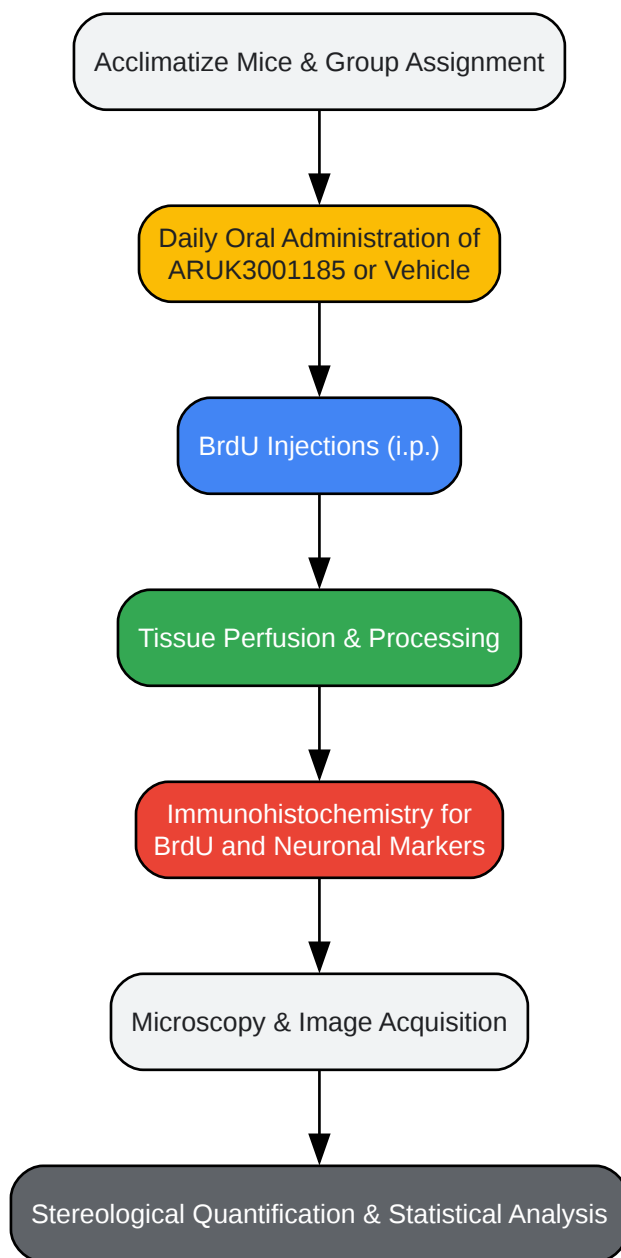 Acclimatize Mice & Group Assignment
Daily Oral Administration of
ARUK3001185 or Vehicle
BrdU Injections (i.p.)
Tissue Perfusion & Processing
Immunohistochemistry for
BrdU and Neuronal Markers
Microscopy & Image Acquisition
Stereological Quantification & Statistical Analysis